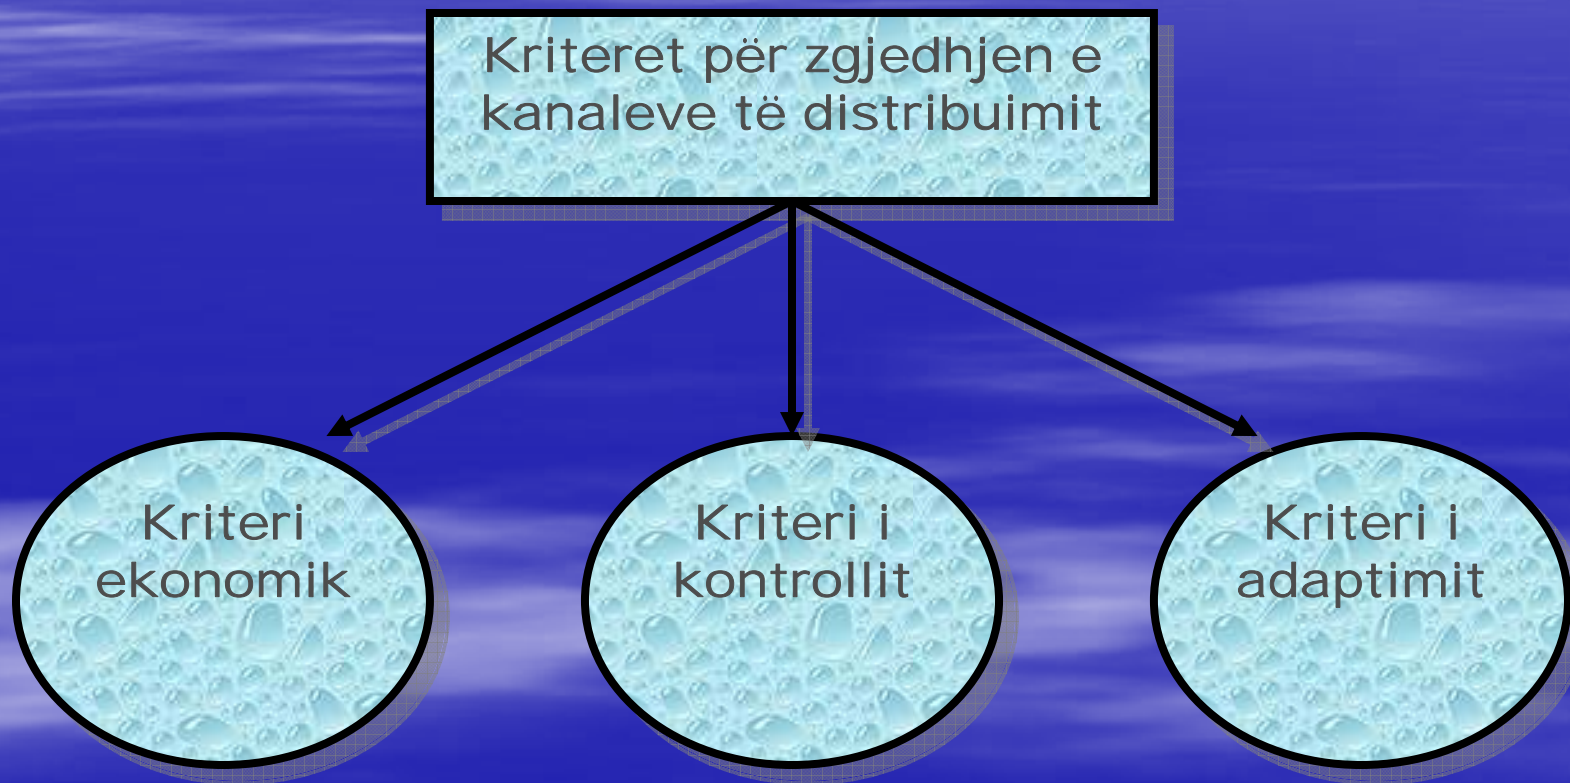 Kriteret për zgjedhjen e
kanaleve të distribuimit
Kriteri
ekonomik
Kriteri i
kontrollit
Kriteri i
adaptimit